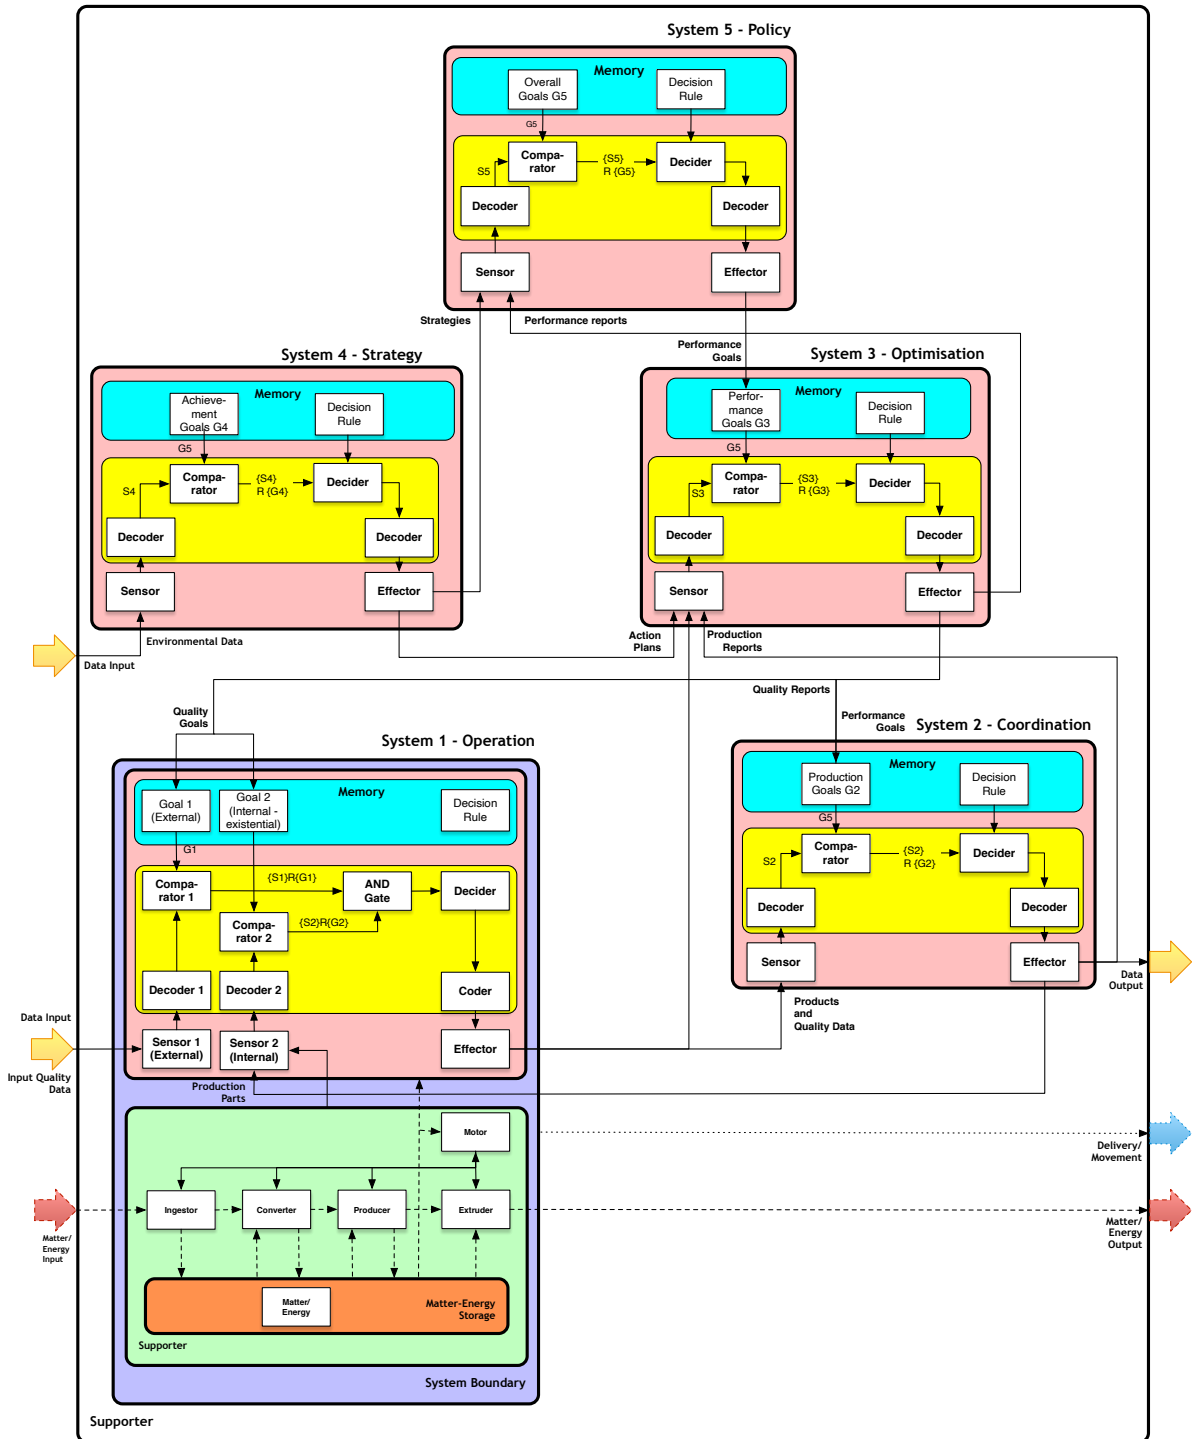 System 5 - Policy
Memory
Overall
Goals G5
Decision
Rule
G5
Compa-
rator
{S5}
R {G5}
Decider
S5
Decoder
Decoder
Sensor
Effector
Strategies
Performance reports
Performance
Goals
System 4 - Strategy
Memory
Achieve-
ment
Goals G4
Decision
Rule
G5
Compa-
rator
{S4}
R {G4}
Decider
S4
Decoder
Decoder
Sensor
Effector
Environmental Data
Data Input
System 3 - Optimisation
Memory
Perfor-
mance
Goals G3
Decision
Rule
G5
Compa-
rator
{S3}
R {G3}
Decider
S3
Decoder
Decoder
Sensor
Effector
Action
Plans
Production
Reports
Quality Reports
Quality
Goals
Performance
Goals
System 1 - Operation
Memory
Goal 1
(External)
Goal 2
(Internal -
existential)
Decision
Rule
G1
Compa-
rator 1
{S1}R{G1}
AND
Gate
Decider
Compa-
rator 2
{S2}R{G2}
Decoder 1
Decoder 2
Coder
Sensor 1
(External)
Sensor 2
(Internal)
Effector
Data Input
Input Quality
Data
Production
Parts
System 2 - Coordination
Memory
Production
Goals G2
Decision
Rule
G5
Compa-
rator
{S2}
R {G2}
Decider
S2
Decoder
Decoder
Sensor
Effector
Products
and
Quality Data
Data
Output
Motor
Delivery/
Movement
Ingestor
Converter
Producer
Extruder
Matter/
Energy
Input
Matter/
Energy
Output
Matter/
Energy
Matter-Energy
Storage
Supporter
System Boundary
Supporter